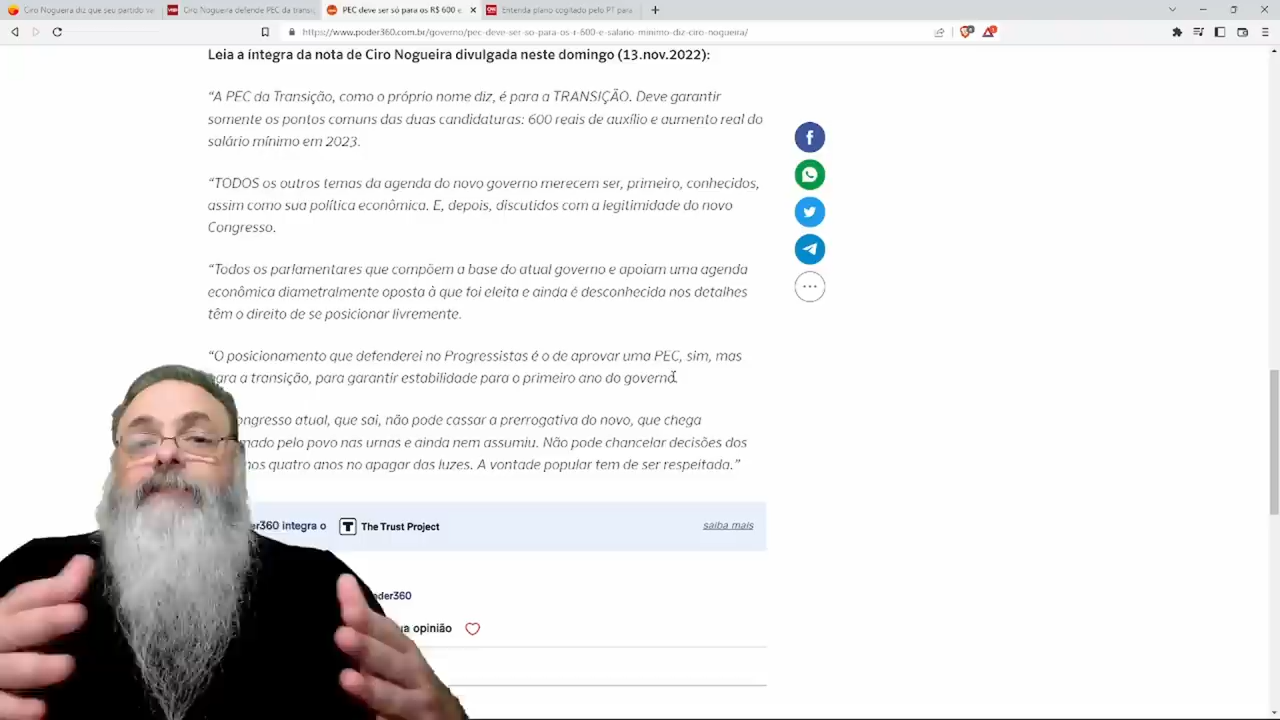 Ciro Nogueira diz que seu partido va
Ciro Nogueira defende PEC da transiç
PEC deve ser só para os R$ 600 e
Entenda plano cogitado pelo PT para
https://www.poder360.com.br/governo/pec-deve-ser-so-para-os-r-600-e-salario-minimo-diz-ciro-nogueira/
Leia a íntegra da nota de Ciro Nogueira divulgada neste domingo (13.nov.2022):
“A PEC da Transição, como o próprio nome diz, é para a TRANSIÇÃO. Deve garantir
somente os pontos comuns das duas candidaturas: 600 reais de auxílio e aumento real do
salário mínimo em 2023.
“TODOS os outros temas da agenda do novo governo merecem ser, primeiro, conhecidos,
assim como sua política econômica. E, depois, discutidos com a legitimidade do novo
Congresso.
“Todos os parlamentares que compõem a base do atual governo e apoiam uma agenda
econômica diametralmente oposta à que foi eleita e ainda é desconhecida nos detalhes
têm o direito de se posicionar livremente.
“O posicionamento que defenderei no Progressistas é o de aprovar uma PEC, sim, mas
para a transição, para garantir estabilidade para o primeiro ano do governo.
ongresso atual, que sai, não pode cassar a prerrogativa do novo, que chega
mado pelo povo nas urnas e ainda nem assumiu. Não pode chancelar decisões dos
nos quatro anos no apagar das luzes. A vontade popular tem de ser respeitada.”
er360 integra o T The Trust Project saiba mais
der360
ua opinião